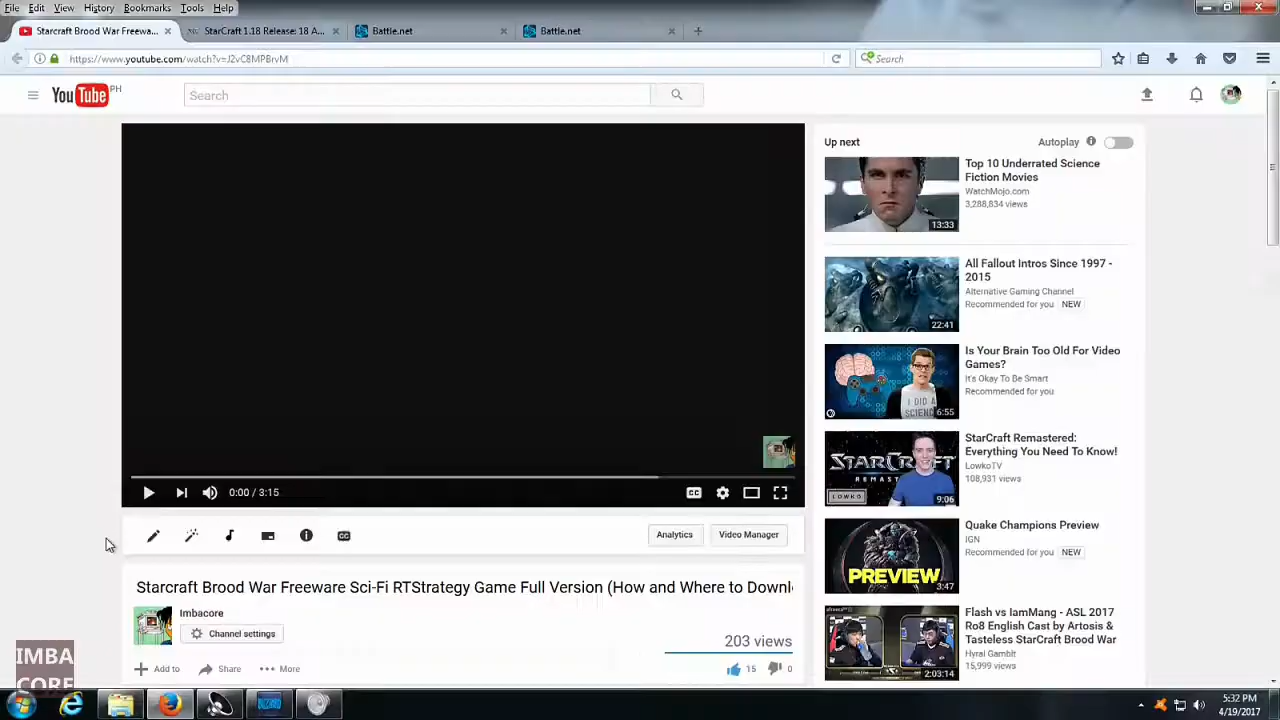 File Edit View History Bookmarks Tools Help
Starcraft Brood War Freewa...
StarCraft 1.18 Release: 18 A...
Battle.net
Battle.net
https://www.youtube.com/watch?v=J2vC8MPBrvM
Search
YouTube PH
Search
Up next
Autoplay
Top 10 Underrated Science
Fiction Movies
WatchMojo.com
3,288,834 views
13:33
All Fallout Intros Since 1997 -
2015
Alternative Gaming Channel
Recommended for you NEW
22:41
Is Your Brain Too Old For Video
Games?
It's Okay To Be Smart
Recommended for you
I DID A
SCIENCE
6:55
StarCraft Remastered:
Everything You Need To Know!
LowkoTV
108,931 views
STARCRAFT
REMAST
LOWKO
9:06
Quake Champions Preview
IGN
Recommended for you NEW
PREVIEW
3:47
Flash vs IamMang - ASL 2017
Ro8 English Cast by Artosis &
Tasteless StarCraft Brood War
Hyral Gambit
15,999 views
2:03:14
0:00 / 3:15
CC
CC
Analytics
Video Manager
Starcraft Brood War Freeware Sci-Fi RTStrategy Game Full Version (How and Where to Downl
Imbacore
Channel settings
203 views
Add to
Share
More
15
0
IMBA
CORE
5:32 PM
4/19/2017